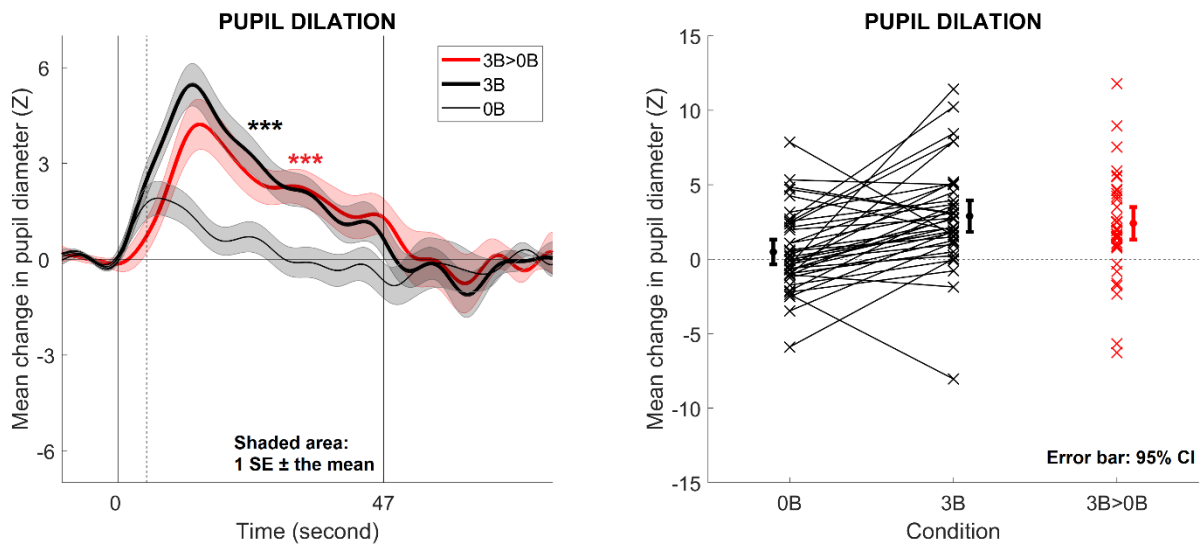 PUPIL DILATION
Mean change in pupil diameter (Z)
6
3
0
-3
-6
3B>0B
3B
0B
***
***
Shaded area:
1 SE ± the mean
0
47
Time (second)
PUPIL DILATION
Mean change in pupil diameter (Z)
15
10
5
0
-5
-10
-15
Error bar: 95% CI
0B
3B
3B>0B
Condition